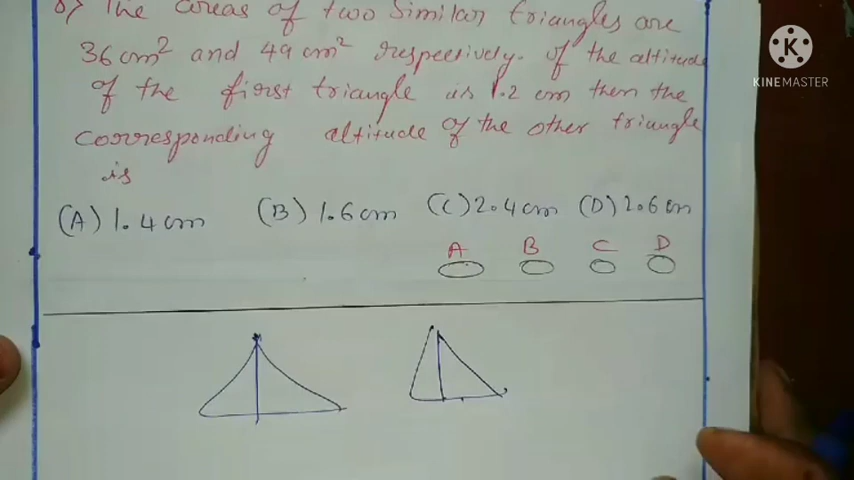 The areas of two Similar triangles are
36 cm² and 49 cm² respectively. If the altitude
of the first triangle is 1.2 cm then the
corresponding altitude of the other triangle
is
(A) 1.4 cm (B) 1.6 cm (C) 2.4 cm (D) 2.6 cm
A B C D
K
KINEMASTER